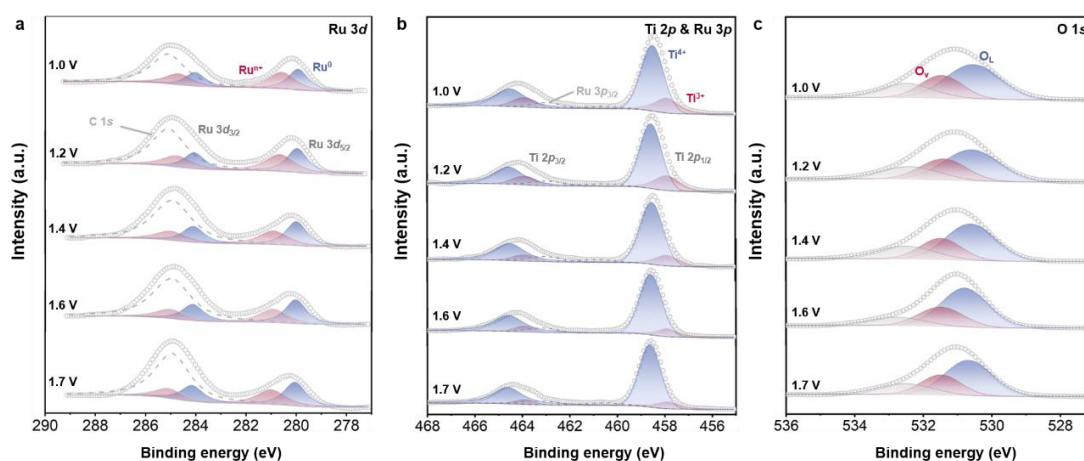 a
Ru 3d
1.0 V
Ruⁿ⁺
Ru⁰
C 1s
Ru 3d₃/₂
Ru 3d₅/₂
1.2 V
1.4 V
1.6 V
1.7 V
Intensity (a.u.)
290 288 286 284 282 280 278
Binding energy (eV)
b
Ti 2p & Ru 3p
1.0 V
Ti⁴⁺
Ru 3p₃/₂
Ti³⁺
1.2 V
Ti 2p₃/₂
Ti 2p₁/₂
1.4 V
1.6 V
1.7 V
Intensity (a.u.)
468 466 464 462 460 458 456
Binding energy (eV)
c
O 1s
1.0 V
Oᵥ
O_L
1.2 V
1.4 V
1.6 V
1.7 V
Intensity (a.u.)
536 534 532 530 528
Binding energy (eV)